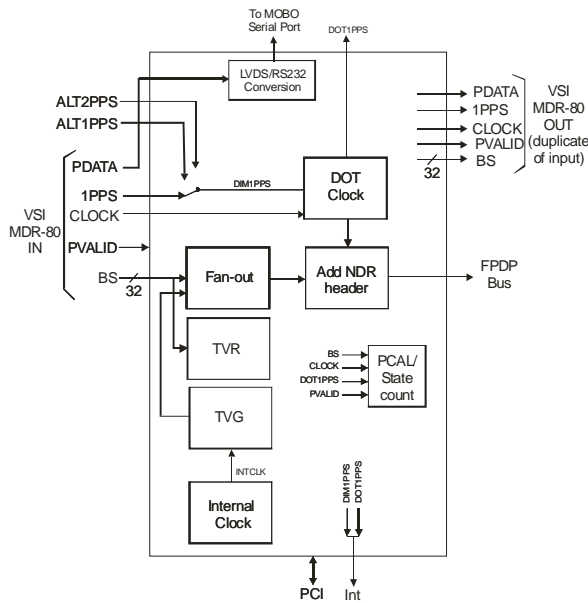 To MOBO
Serial Port
DOT1PPS
LVDS/RS232
Conversion
ALT2PPS
ALT1PPS
PDATA
1PPS
CLOCK
PVALID
BS
32
VSI
MDR-80
IN
DIM1PPS
DOT
Clock
PDATA
1PPS
CLOCK
PVALID
BS
32
VSI
MDR-80
OUT
(duplicate
of input)
Fan-out
Add NDR
header
FPDP
Bus
TVR
TVG
INTCLK
Internal
Clock
BS
CLOCK
DOT1PPS
PVALID
PCAL/
State
count
DIM1PPS
DOT1PPS
PCI
Int